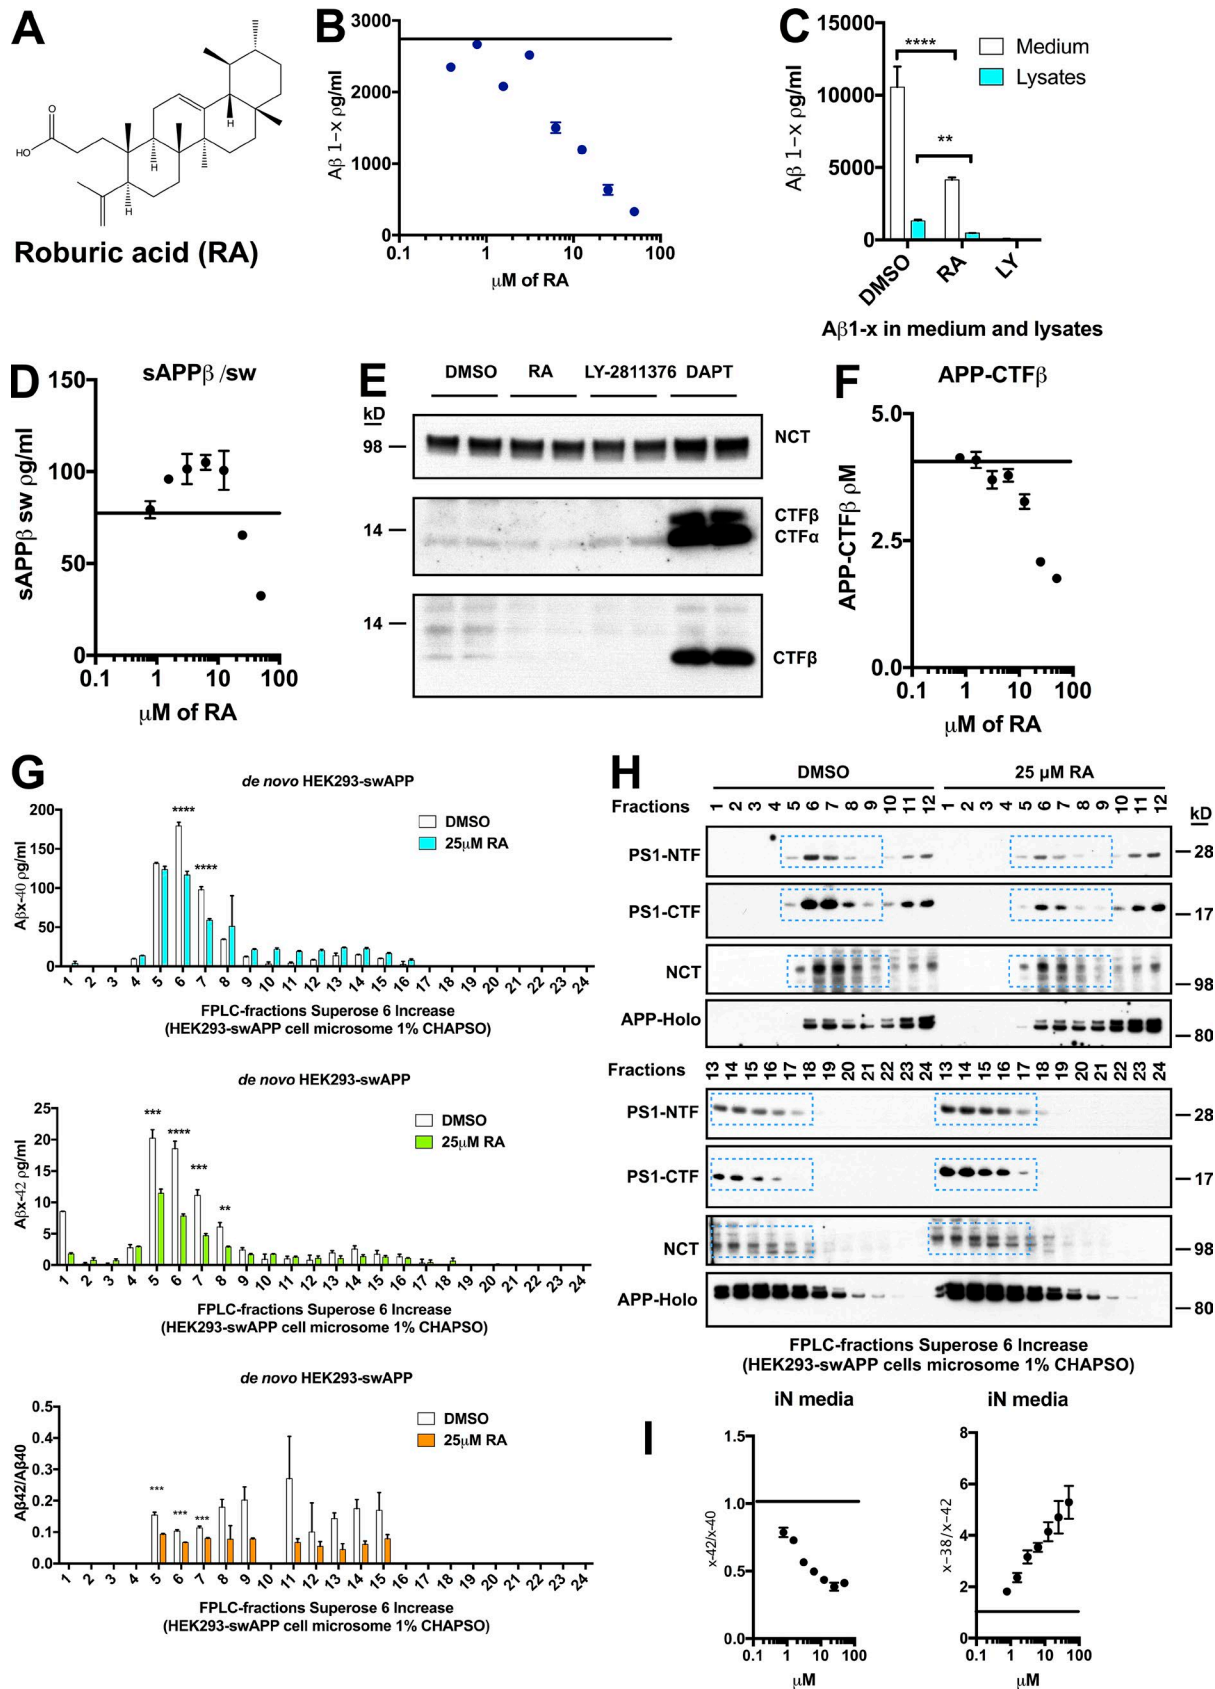 A
O
HO
H
H
H
Roburic acid (RA)
B
3000
2000
1000
0
Aβ 1−x ρg/ml
0.1
1
10
100
μM of RA
C
15000
10000
5000
0
Aβ 1−x ρg/ml
****
**
Medium
Lysates
DMSO
RA
LY
Aβ1-x in medium and lysates
D
sAPPβ /sw
150
100
50
0
sAPPβ sw ρg/ml
0.1
1
10
100
μM of RA
E
DMSO RA LY-2811376 DAPT
kD
98
NCT
14
CTFβ
CTFα
14
CTFβ
F
APP-CTFβ
5.0
2.5
0.0
APP-CTFβ ρM
0.1
1
10
100
μM of RA
G
de novo HEK293-swAPP
200
150
100
50
0
Aβx-40 ρg/ml
****
****
DMSO
25μM RA
1 2 3 4 5 6 7 8 9 10 11 12 13 14 15 16 17 18 19 20 21 22 23 24
FPLC-fractions Superose 6 Increase
(HEK293-swAPP cell microsome 1% CHAPSO)
de novo HEK293-swAPP
25
20
15
10
5
0
Aβx-42 ρg/ml
***
****
***
**
DMSO
25μM RA
1 2 3 4 5 6 7 8 9 10 11 12 13 14 15 16 17 18 19 20 21 22 23 24
FPLC-fractions Superose 6 Increase
(HEK293-swAPP cell microsome 1% CHAPSO)
de novo HEK293-swAPP
0.5
0.4
0.3
0.2
0.1
0.0
Aβ42/Aβ40
***
***
***
DMSO
25μM RA
1 2 3 4 5 6 7 8 9 10 11 12 13 14 15 16 17 18 19 20 21 22 23 24
FPLC-fractions Superose 6 Increase
(HEK293-swAPP cell microsome 1% CHAPSO)
H
DMSO 25 μM RA
Fractions 1 2 3 4 5 6 7 8 9 10 11 12 1 2 3 4 5 6 7 8 9 10 11 12 kD
PS1-NTF 28
PS1-CTF 17
NCT 98
APP-Holo 80
Fractions 13 14 15 16 17 18 19 20 21 22 23 24 13 14 15 16 17 18 19 20 21 22 23 24
PS1-NTF 28
PS1-CTF 17
NCT 98
APP-Holo 80
FPLC-fractions Superose 6 Increase
(HEK293-swAPP cells microsome 1% CHAPSO)
I
iN media
1.5
1.0
0.5
0.0
x-42/x-40
0.1
1
10
100
μM
iN media
8
6
4
2
0
x−38/x−42
0.1
1
10
100
μM